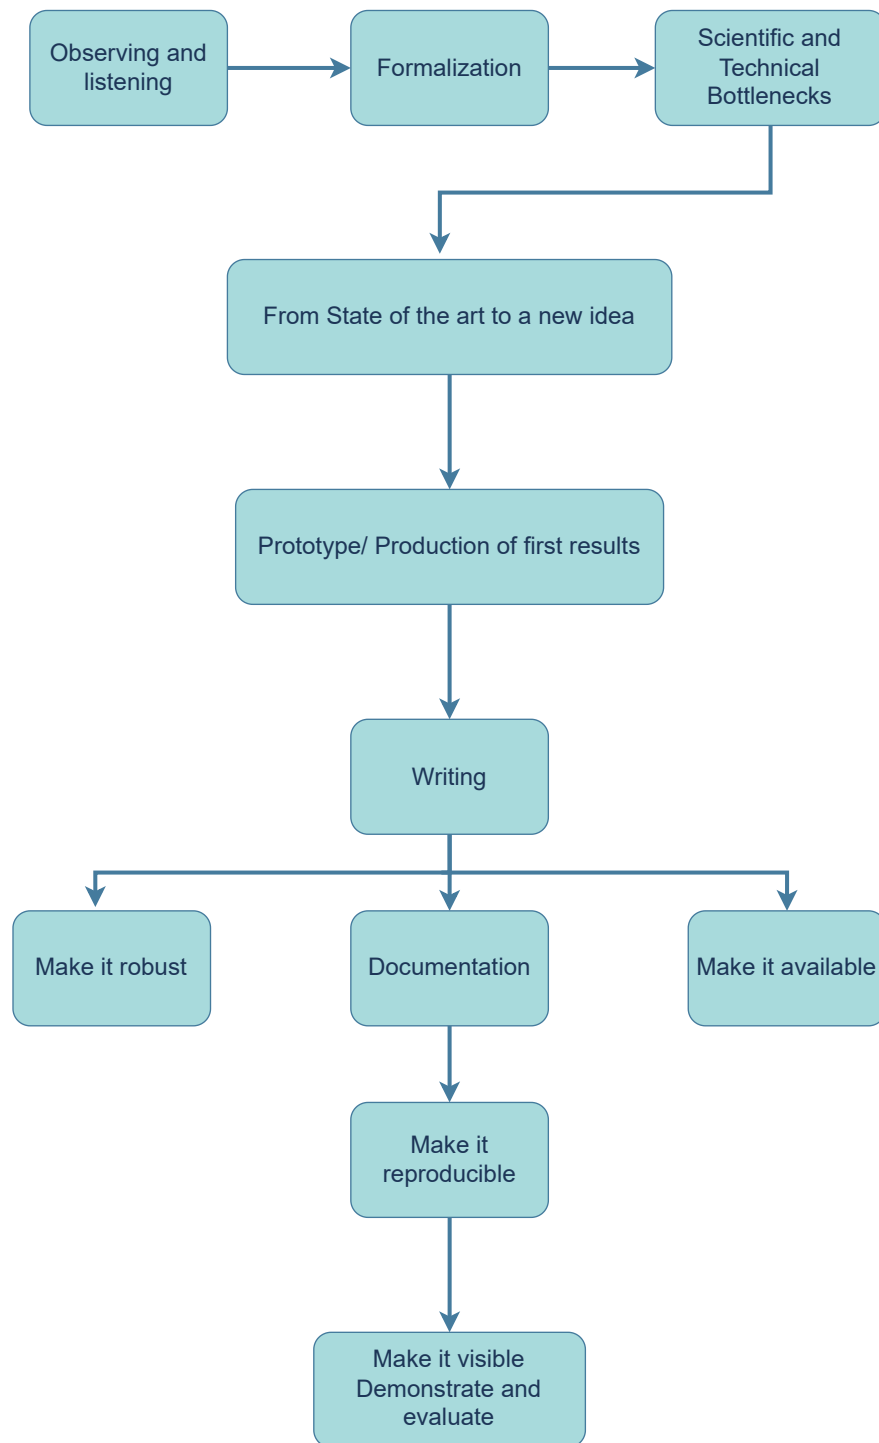 Observing and
listening
Formalization
Scientific and
Technical
Bottlenecks
From State of the art to a new idea
Prototype/ Production of first results
Writing
Make it robust
Documentation
Make it available
Make it
reproducible
Make it visible
Demonstrate and
evaluate